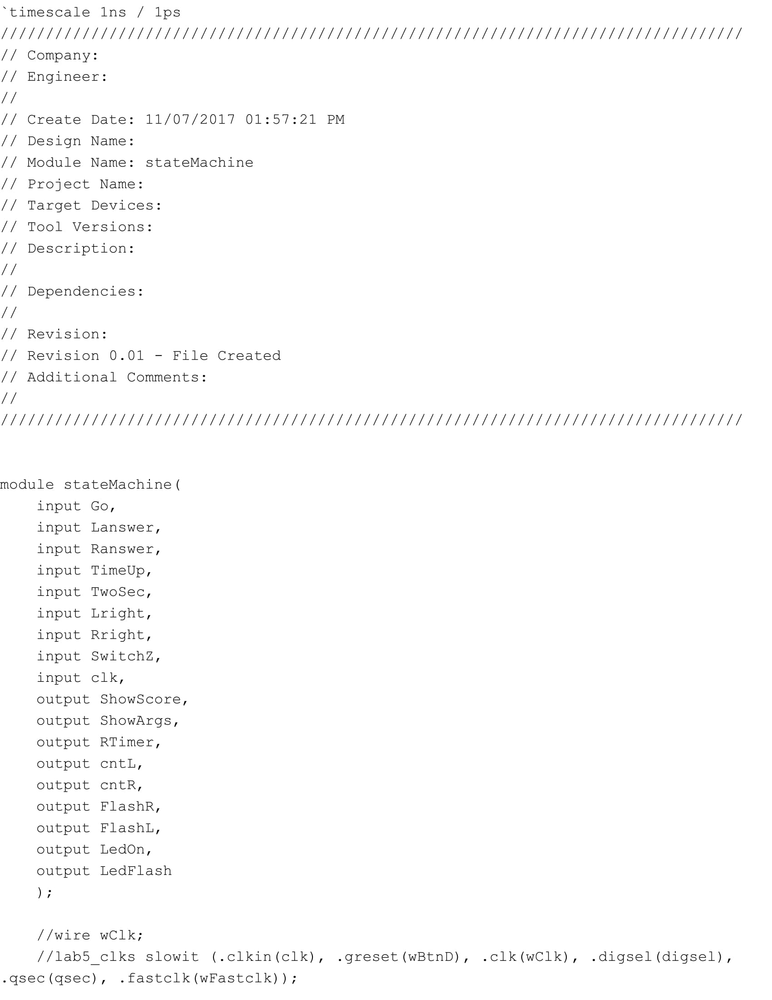 `timescale 1ns / 1ps
//////////////////////////////////////////////////////////////////////////////////
// Company:
// Engineer:
//
// Create Date: 11/07/2017 01:57:21 PM
// Design Name:
// Module Name: stateMachine
// Project Name:
// Target Devices:
// Tool Versions:
// Description:
//
// Dependencies:
//
// Revision:
// Revision 0.01 - File Created
// Additional Comments:
//
//////////////////////////////////////////////////////////////////////////////////
module stateMachine(
    input Go,
    input Lanswer,
    input Ranswer,
    input TimeUp,
    input TwoSec,
    input Lright,
    input Rright,
    input SwitchZ,
    input clk,
    output ShowScore,
    output ShowArgs,
    output RTimer,
    output cntL,
    output cntR,
    output FlashR,
    output FlashL,
    output LedOn,
    output LedFlash
    );
    //wire wClk;
    //lab5_clks slowit (.clkin(clk), .greset(wBtnD), .clk(wClk), .digsel(digsel),
.qsec(qsec), .fastclk(wFastclk));